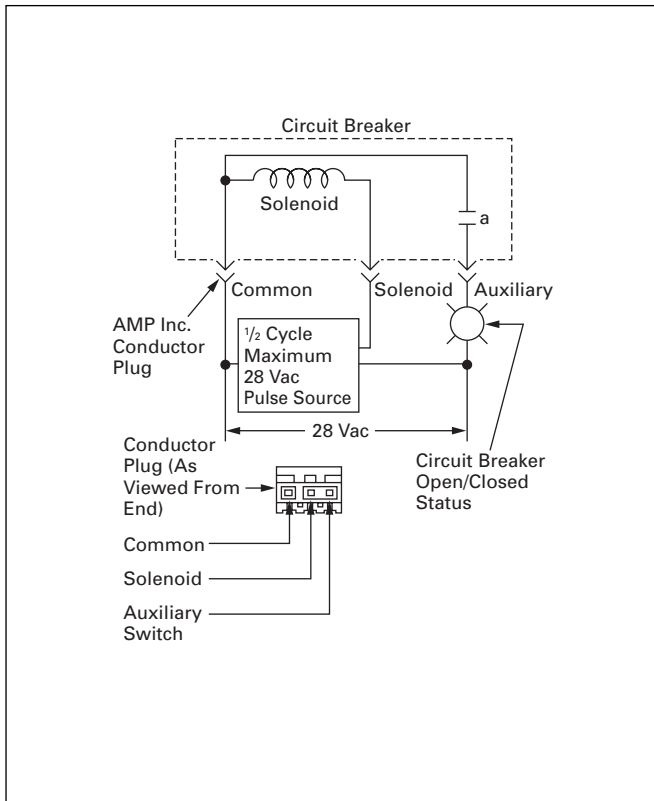 Circuit Breaker
Solenoid
a
Common
Solenoid
Auxiliary
AMP Inc.
Conductor
Plug
1/2 Cycle
Maximum
28 Vac
Pulse Source
28 Vac
Conductor
Plug (As
Viewed From
End)
Circuit Breaker
Open/Closed
Status
Common
Solenoid
Auxiliary
Switch